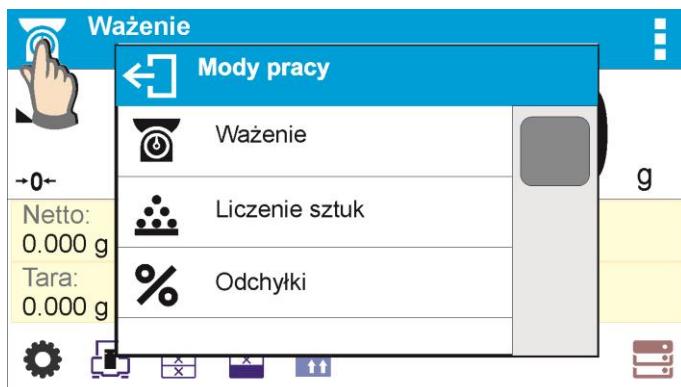 Ważenie
Mody pracy
Ważenie
Liczenie sztuk
Odchyłki
→0←
g
Netto:
0.000 g
Tara:
0.000 g